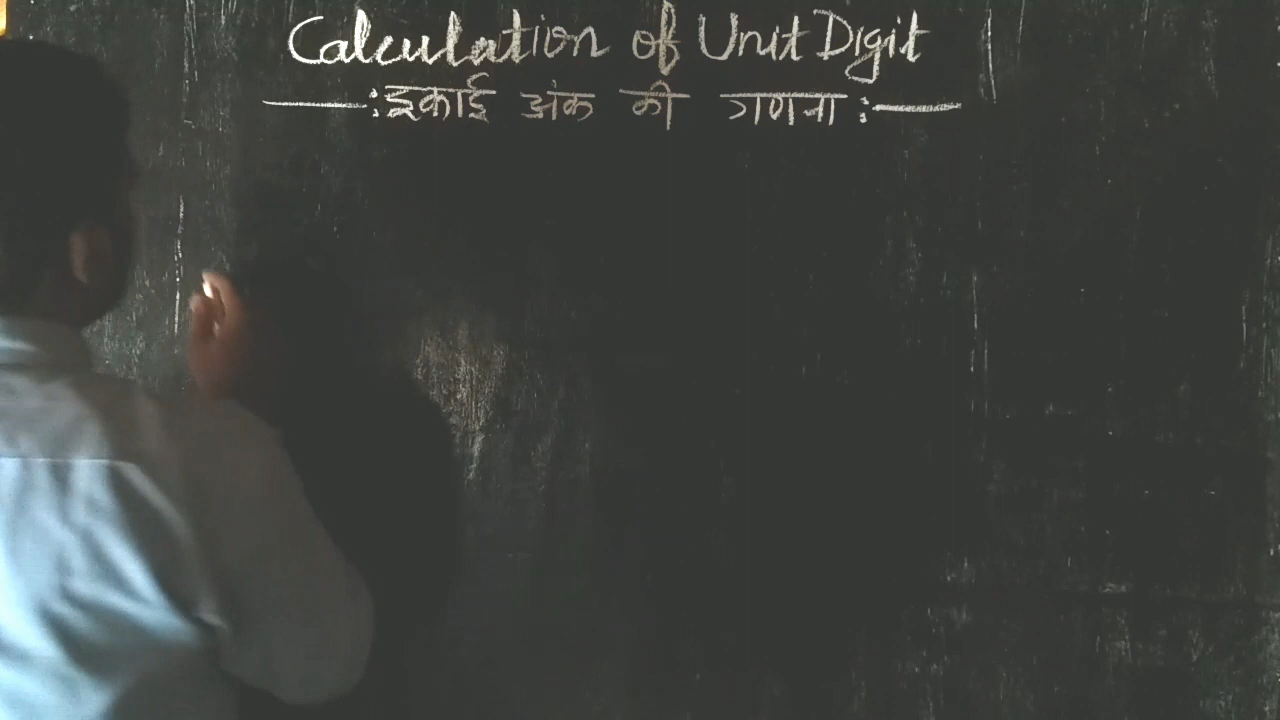 Calculation of Unit Digit
—: इकाई अंक की गणना :—